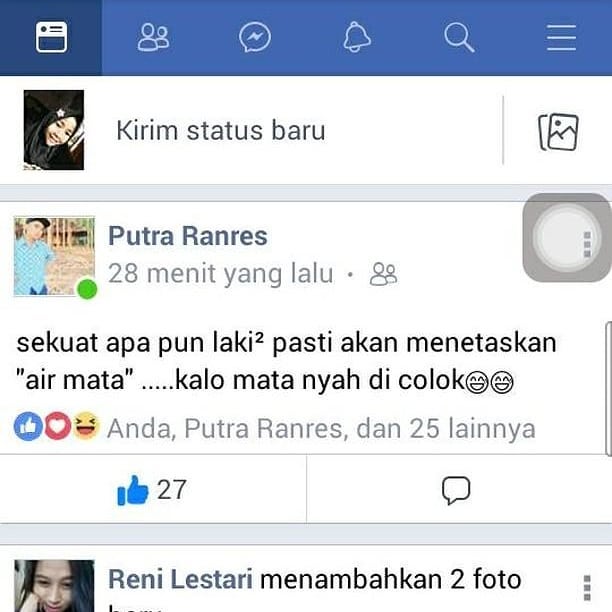 Kirim status baru
Putra Ranres
28 menit yang lalu ·
sekuat apa pun laki² pasti akan menetaskan
"air mata" .....kalo mata nyah di colok😄😄
Anda, Putra Ranres, dan 25 lainnya
27
Reni Lestari menambahkan 2 foto
baru